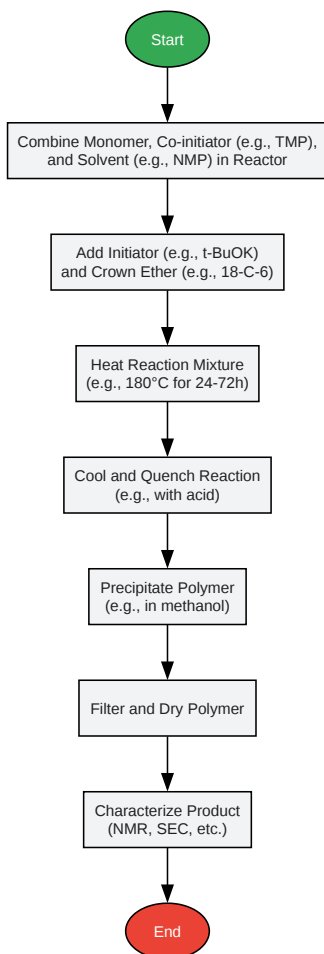 Start
Combine Monomer, Co-initiator (e.g., TMP),
and Solvent (e.g., NMP) in Reactor
Add Initiator (e.g., t-BuOK)
and Crown Ether (e.g., 18-C-6)
Heat Reaction Mixture
(e.g., 180°C for 24-72h)
Cool and Quench Reaction
(e.g., with acid)
Precipitate Polymer
(e.g., in methanol)
Filter and Dry Polymer
Characterize Product
(NMR, SEC, etc.)
End